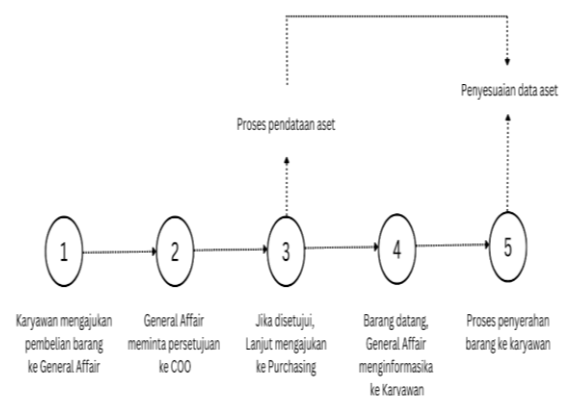 Penyesuaian data aset
Proses pendataan aset
1
2
3
4
5
Karyawan mengajukan
pembelian barang
ke General Affair
General Affair
meminta persetujuan
ke COO
Jika disetujui,
Lanjut mengajukan
ke Purchasing
Barang datang,
General Affair
menginformasika
ke Karyawan
Proses penyerahan
barang ke karyawan